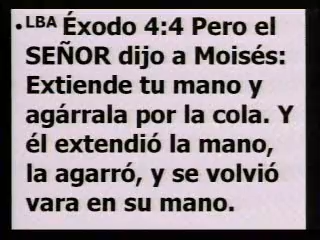 • LBA Éxodo 4:4 Pero el
SEÑOR dijo a Moisés:
Extiende tu mano y
agárrala por la cola. Y
él extendió la mano,
la agarró, y se volvió
vara en su mano.